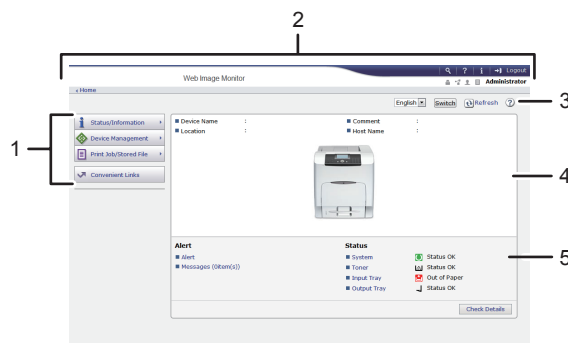 2
Web Image Monitor
? Logout
Administrator
Home
English Switch Refresh ? 3
1
Status/Information
Device Management
Print Job/Stored File
Convenient Links
Device Name : Comment :
Location : Host Name :
4
Alert Status
Alert System Status OK 5
Messages (0item(s)) Toner Status OK
Input Tray Out of Paper
Output Tray Status OK
Check Details